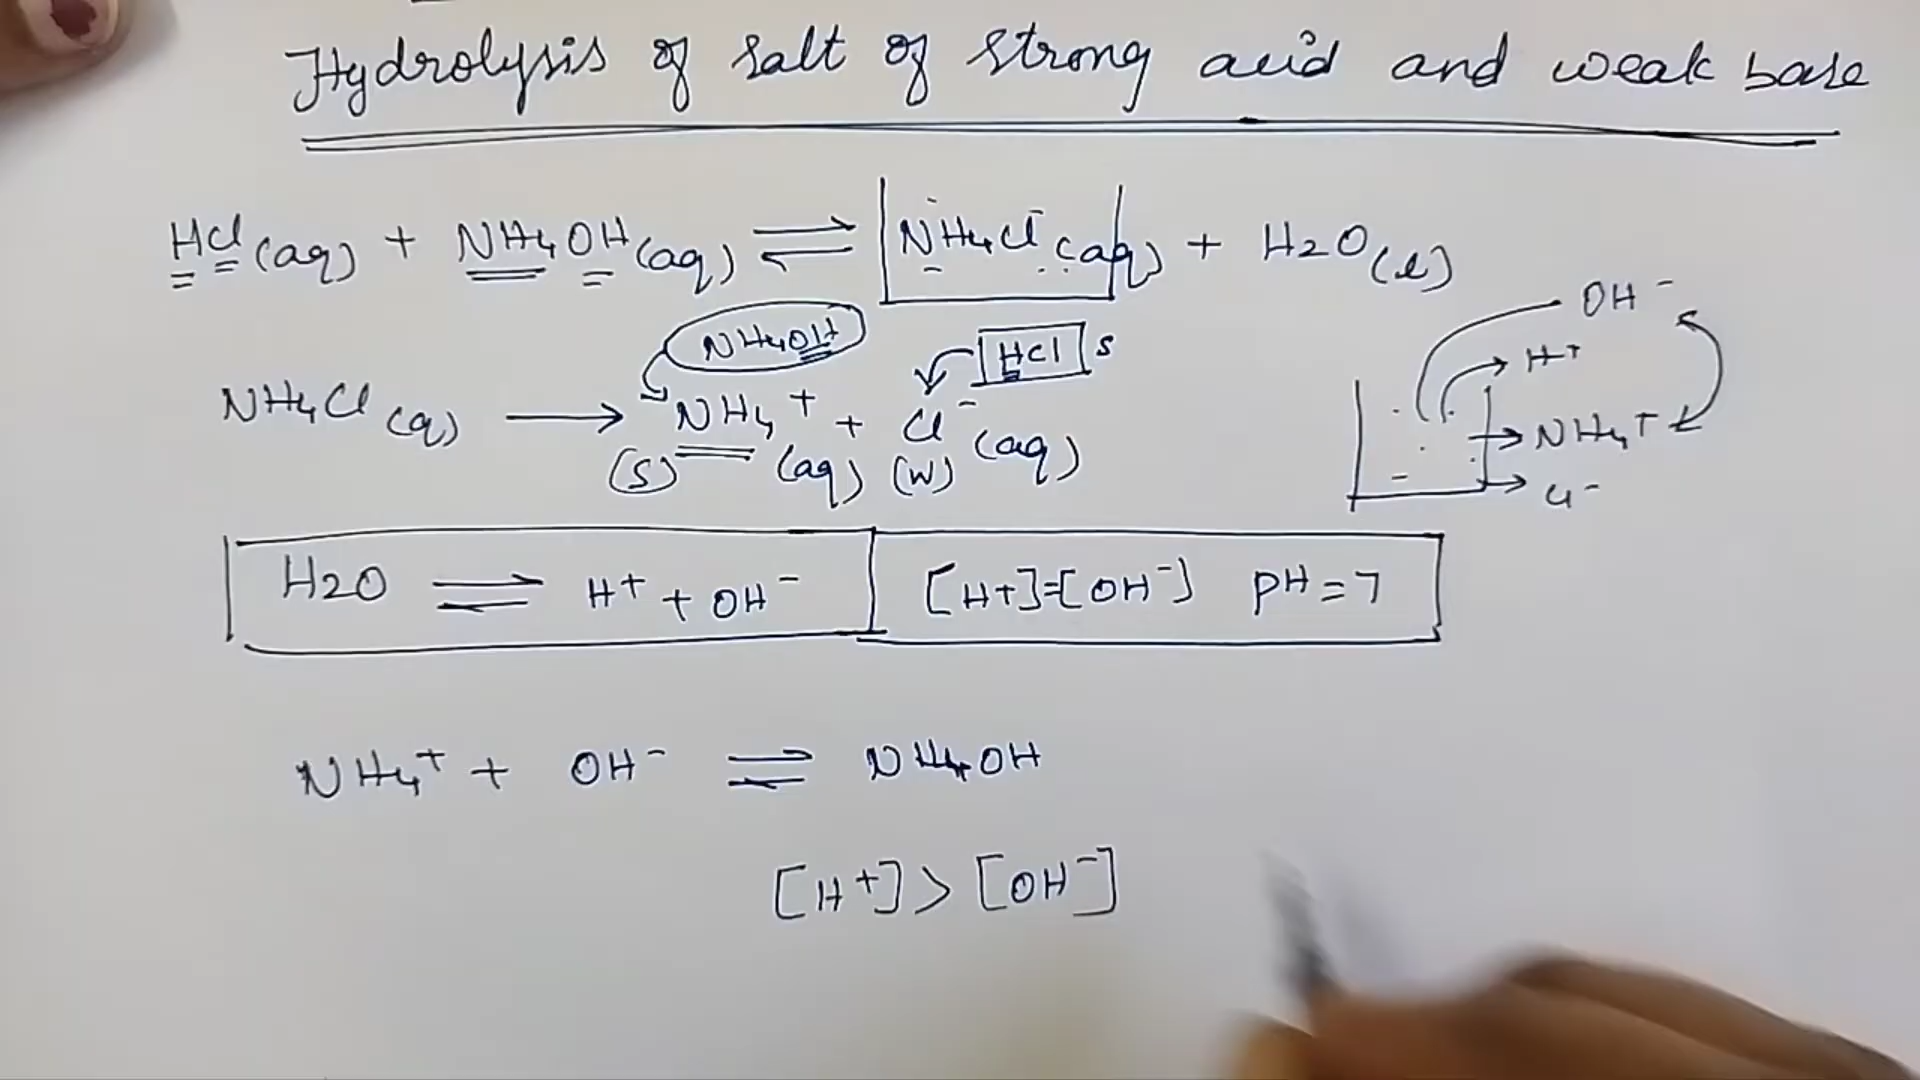 Hydrolysis of salt of strong acid and weak base
HCl(aq) + NH4OH(aq) ⇌ NH4Cl(aq) + H2O(l)
NH4OH HCl s
NH4Cl(aq) → NH4+ + Cl- (aq)
(S) (aq) (W)
OH-
H+
NH4+
Cl-
H2O ⇌ H+ + OH- [H+]=[OH-] pH=7
NH4+ + OH- ⇌ NH4OH
[H+]>[OH-]